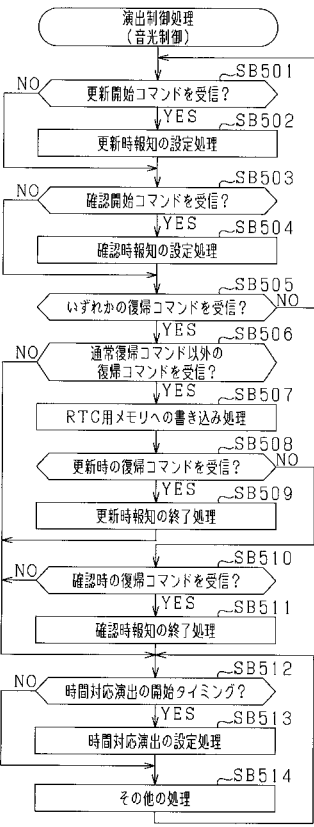 演出制御処理
(音光制御)
SB501
NO
更新開始コマンドを受信?
YES
SB502
更新時報知の設定処理
SB503
NO
確認開始コマンドを受信?
YES
SB504
確認時報知の設定処理
SB505
いずれかの復帰コマンドを受信?
NO
YES
SB506
NO
通常復帰コマンド以外の
復帰コマンドを受信?
YES
SB507
RTC用メモリへの書き込み処理
SB508
更新時の復帰コマンドを受信?
NO
YES
SB509
更新時報知の終了処理
SB510
NO
確認時の復帰コマンドを受信?
YES
SB511
確認時報知の終了処理
SB512
NO
時間対応演出の開始タイミング?
YES
SB513
時間対応演出の設定処理
SB514
その他の処理